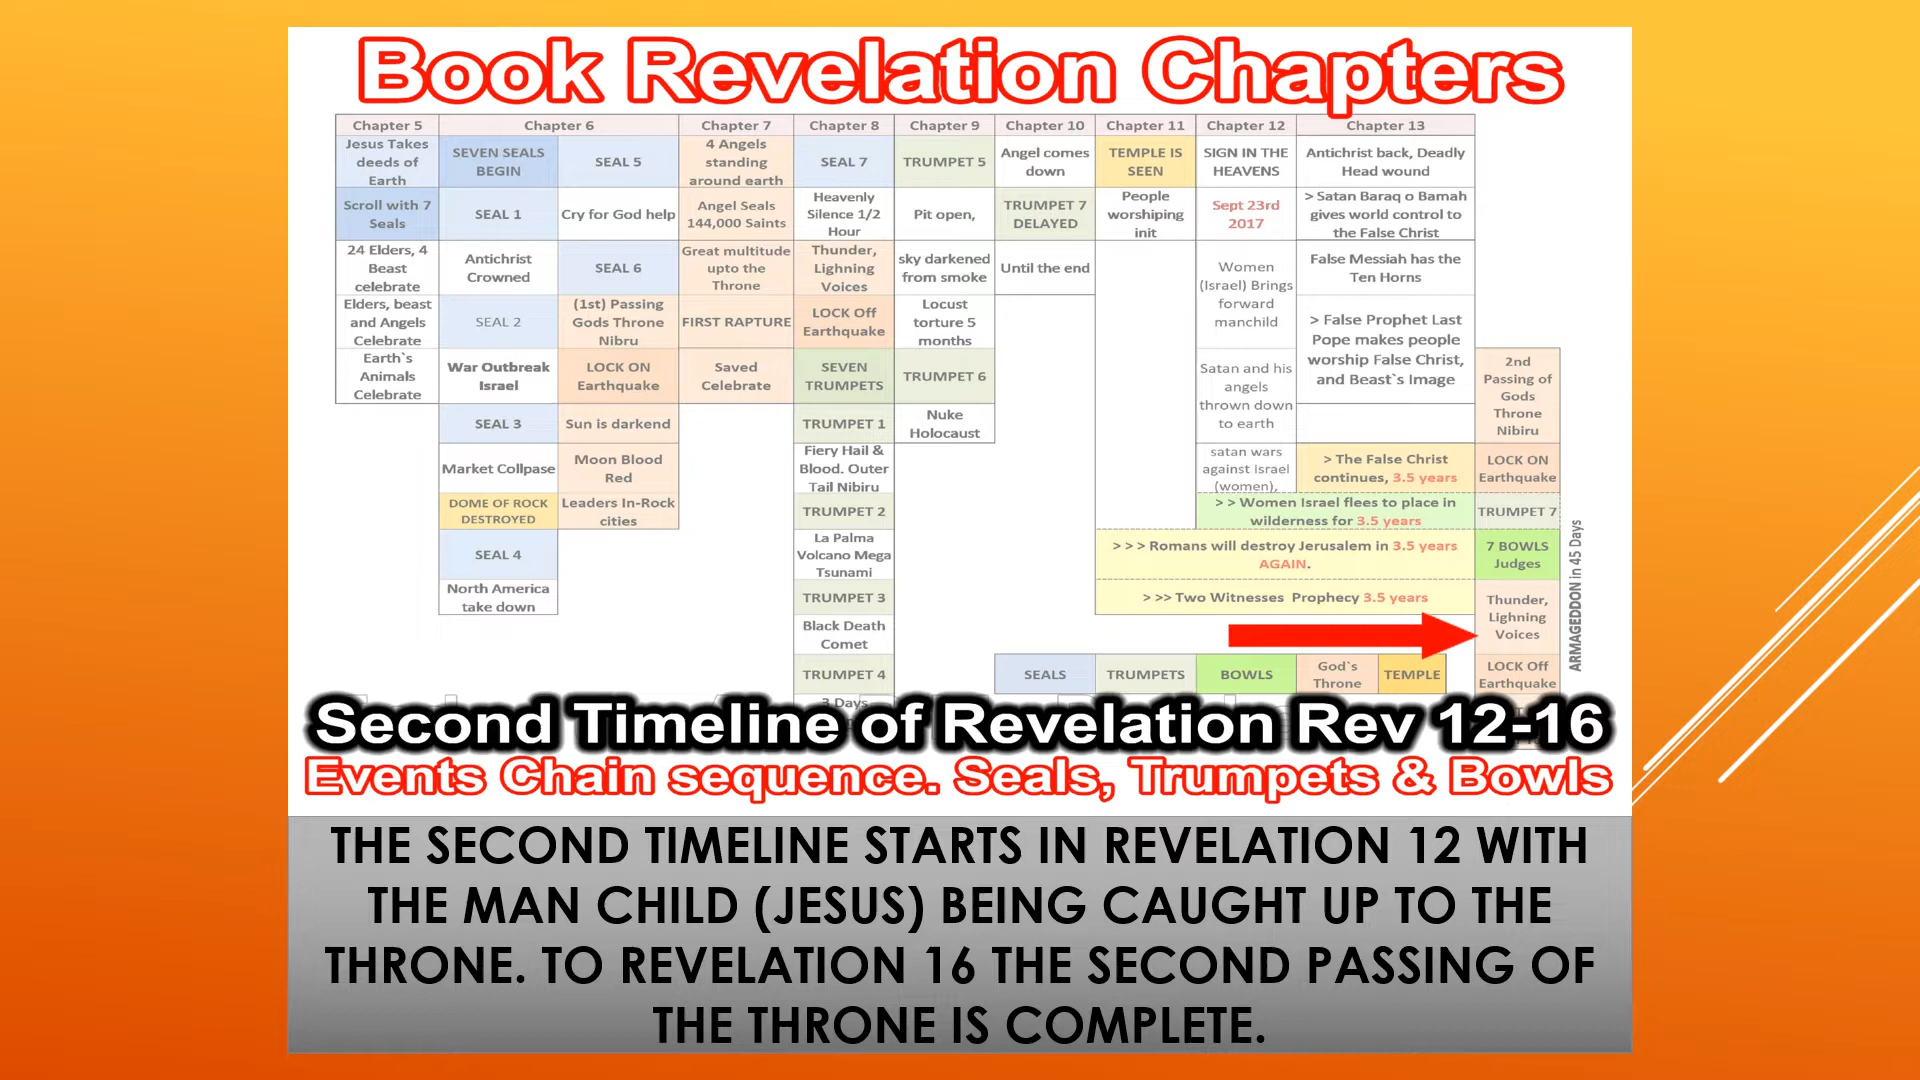 Book Revelation Chapters
Chapter 5
Jesus Takes
deeds of
Earth
Scroll with 7
Seals
24 Elders, 4
Beast
celebrate
Elders, beast
and Angels
Celebrate
Earth`s
Animals
Celebrate
Chapter 6
SEVEN SEALS
BEGIN
SEAL 1
Antichrist
Crowned
SEAL 2
War Outbreak
Israel
SEAL 3
Market Collpase
DOME OF ROCK
DESTROYED
SEAL 4
North America
take down
SEAL 5
Cry for God help
SEAL 6
(1st) Passing
Gods Throne
Nibru
LOCK ON
Earthquake
Sun is darkend
Moon Blood
Red
Leaders In-Rock
cities
Chapter 7
4 Angels
standing
around earth
Angel Seals
144,000 Saints
Great multitude
upto the
Throne
FIRST RAPTURE
Saved
Celebrate
Chapter 8
SEAL 7
Heavenly
Silence 1/2
Hour
Thunder,
Lighning
Voices
LOCK Off
Earthquake
SEVEN
TRUMPETS
TRUMPET 1
Fiery Hail &
Blood. Outer
Tail Nibiru
TRUMPET 2
La Palma
Volcano Mega
Tsunami
TRUMPET 3
Black Death
Comet
TRUMPET 4
3 Days
Chapter 9
TRUMPET 5
Pit open,
sky darkened
from smoke
Locust
torture 5
months
TRUMPET 6
Nuke
Holocaust
Chapter 10
Angel comes
down
TRUMPET 7
DELAYED
Until the end
Chapter 11
TEMPLE IS
SEEN
People
worshiping
init
Chapter 12
SIGN IN THE
HEAVENS
Sept 23rd
2017
Women
(Israel) Brings
forward
manchild
Satan and his
angels
thrown down
to earth
satan wars
against Israel
(women),
Chapter 13
Antichrist back, Deadly
Head wound
> Satan Baraq o Bamah
gives world control to
the False Christ
False Messiah has the
Ten Horns
> False Prophet Last
Pope makes people
worship False Christ,
and Beast`s Image
> The False Christ
continues, 3.5 years
> > Women Israel flees to place in
wilderness for 3.5 years
> > > Romans will destroy Jerusalem in 3.5 years
AGAIN.
> >> Two Witnesses Prophecy 3.5 years
2nd
Passing of
Gods
Throne
Nibiru
LOCK ON
Earthquake
TRUMPET 7
7 BOWLS
Judges
Thunder,
Lighning
Voices
LOCK Off
Earthquake
ARMAGEDDON in 45 Days
SEALS
TRUMPETS
BOWLS
God`s
Throne
TEMPLE
Second Timeline of Revelation Rev 12-16
Events Chain sequence. Seals, Trumpets & Bowls
THE SECOND TIMELINE STARTS IN REVELATION 12 WITH
THE MAN CHILD (JESUS) BEING CAUGHT UP TO THE
THRONE. TO REVELATION 16 THE SECOND PASSING OF
THE THRONE IS COMPLETE.